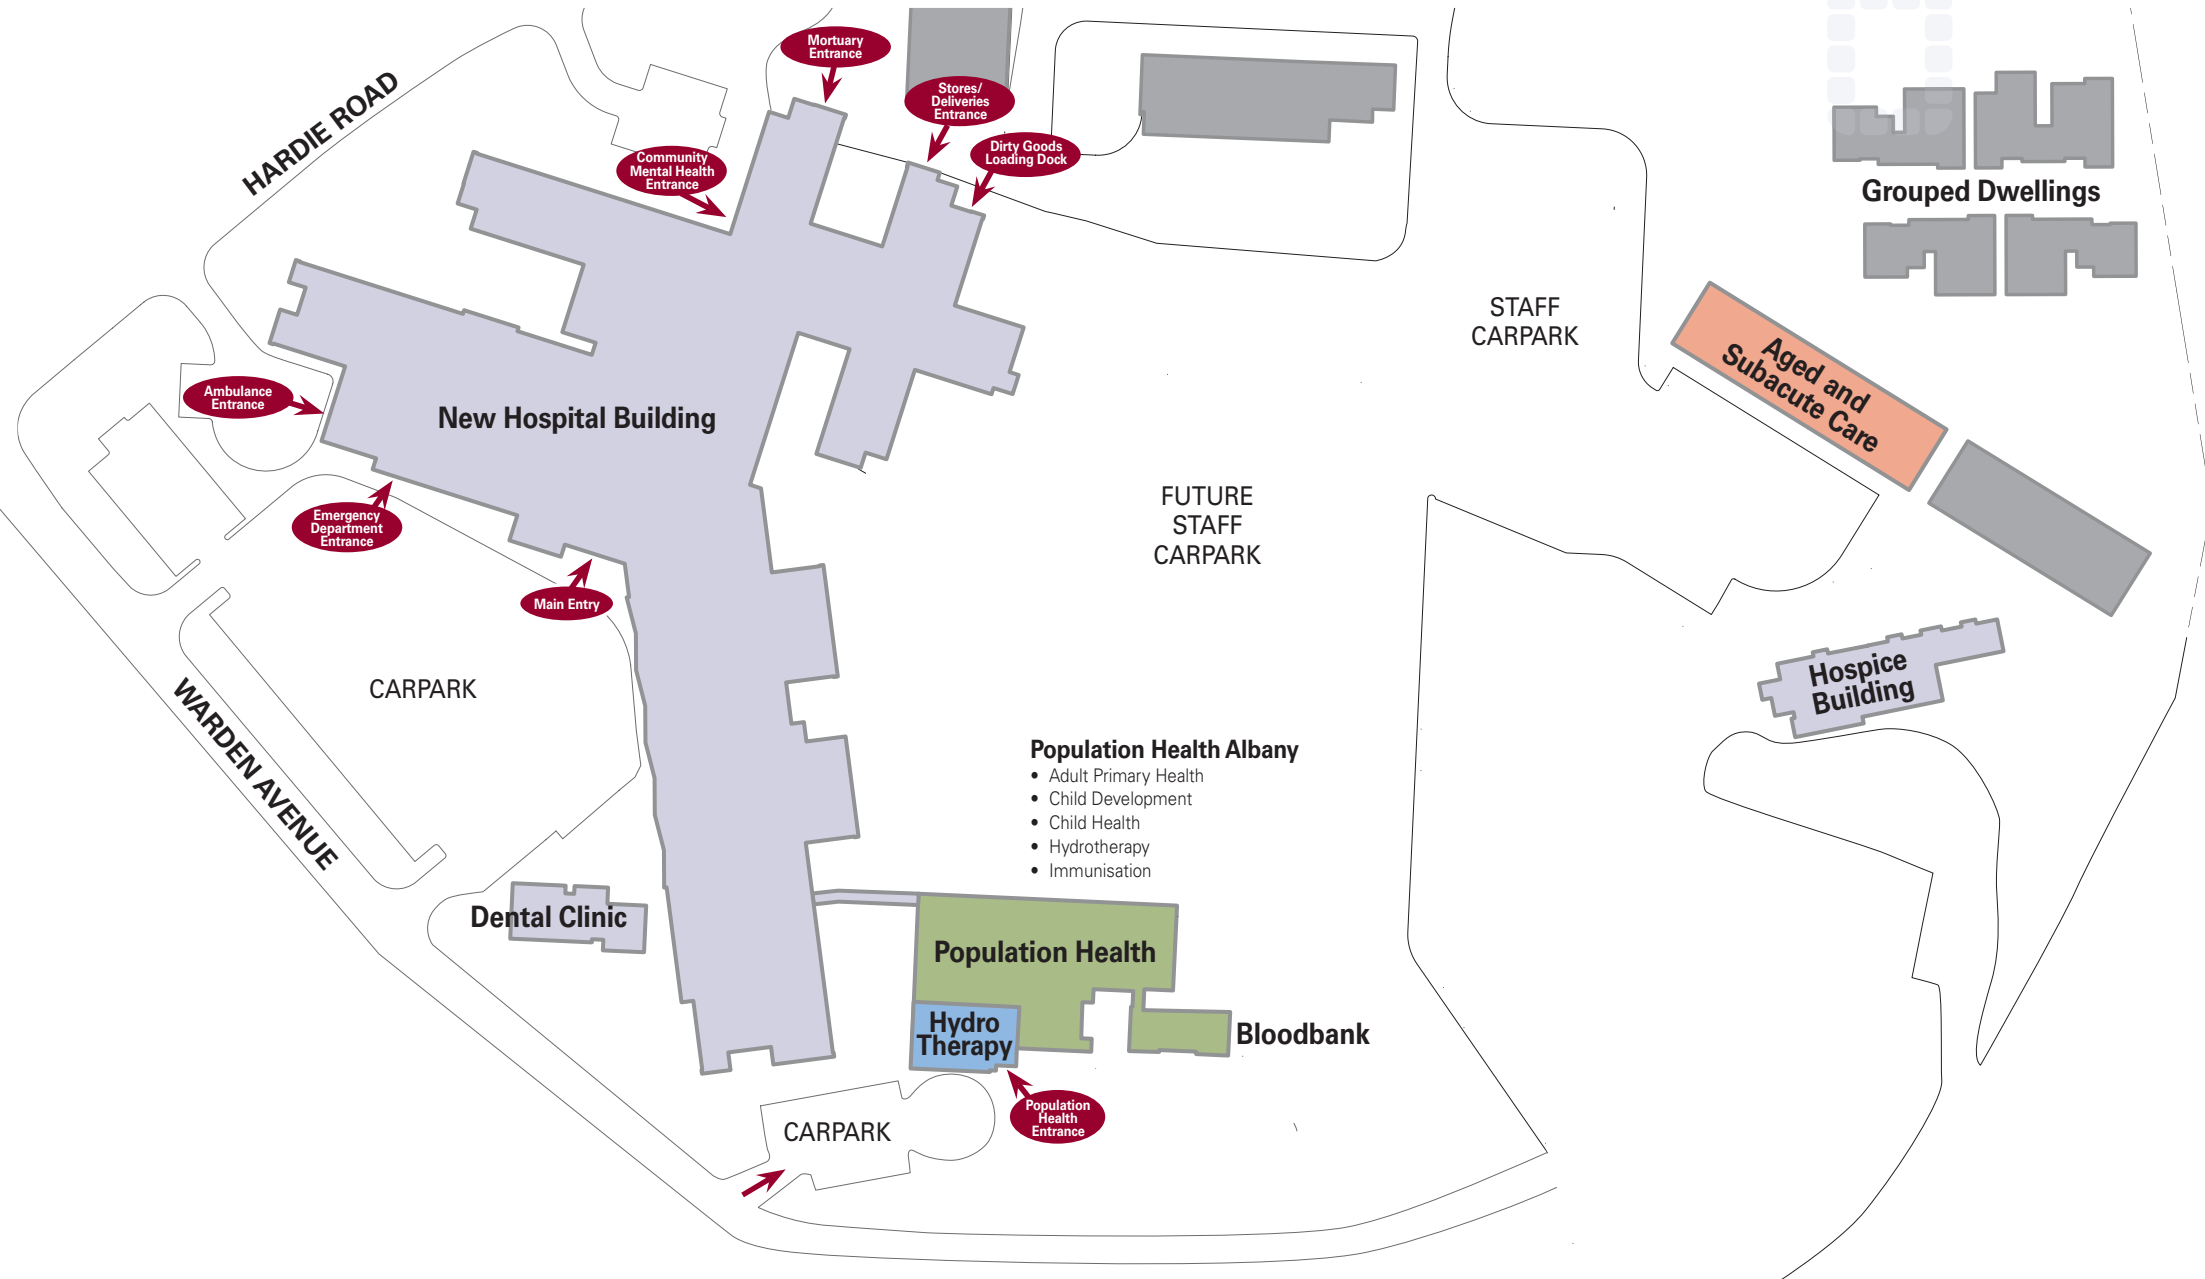 Mortuary
Entrance
HARDIE ROAD
Stores/
Deliveries
Entrance
Dirty Goods
Loading Dock
Community
Mental Health
Entrance
Grouped Dwellings
STAFF
CARPARK
Aged and
Subacute Care
Ambulance
Entrance
New Hospital Building
FUTURE
STAFF
CARPARK
Emergency
Department
Entrance
Main Entry
CARPARK
Hospice
Building
WARDEN AVENUE
Population Health Albany
• Adult Primary Health
• Child Development
• Child Health
• Hydrotherapy
• Immunisation
Dental Clinic
Population Health
Hydro
Therapy
Bloodbank
Population
Health
Entrance
CARPARK